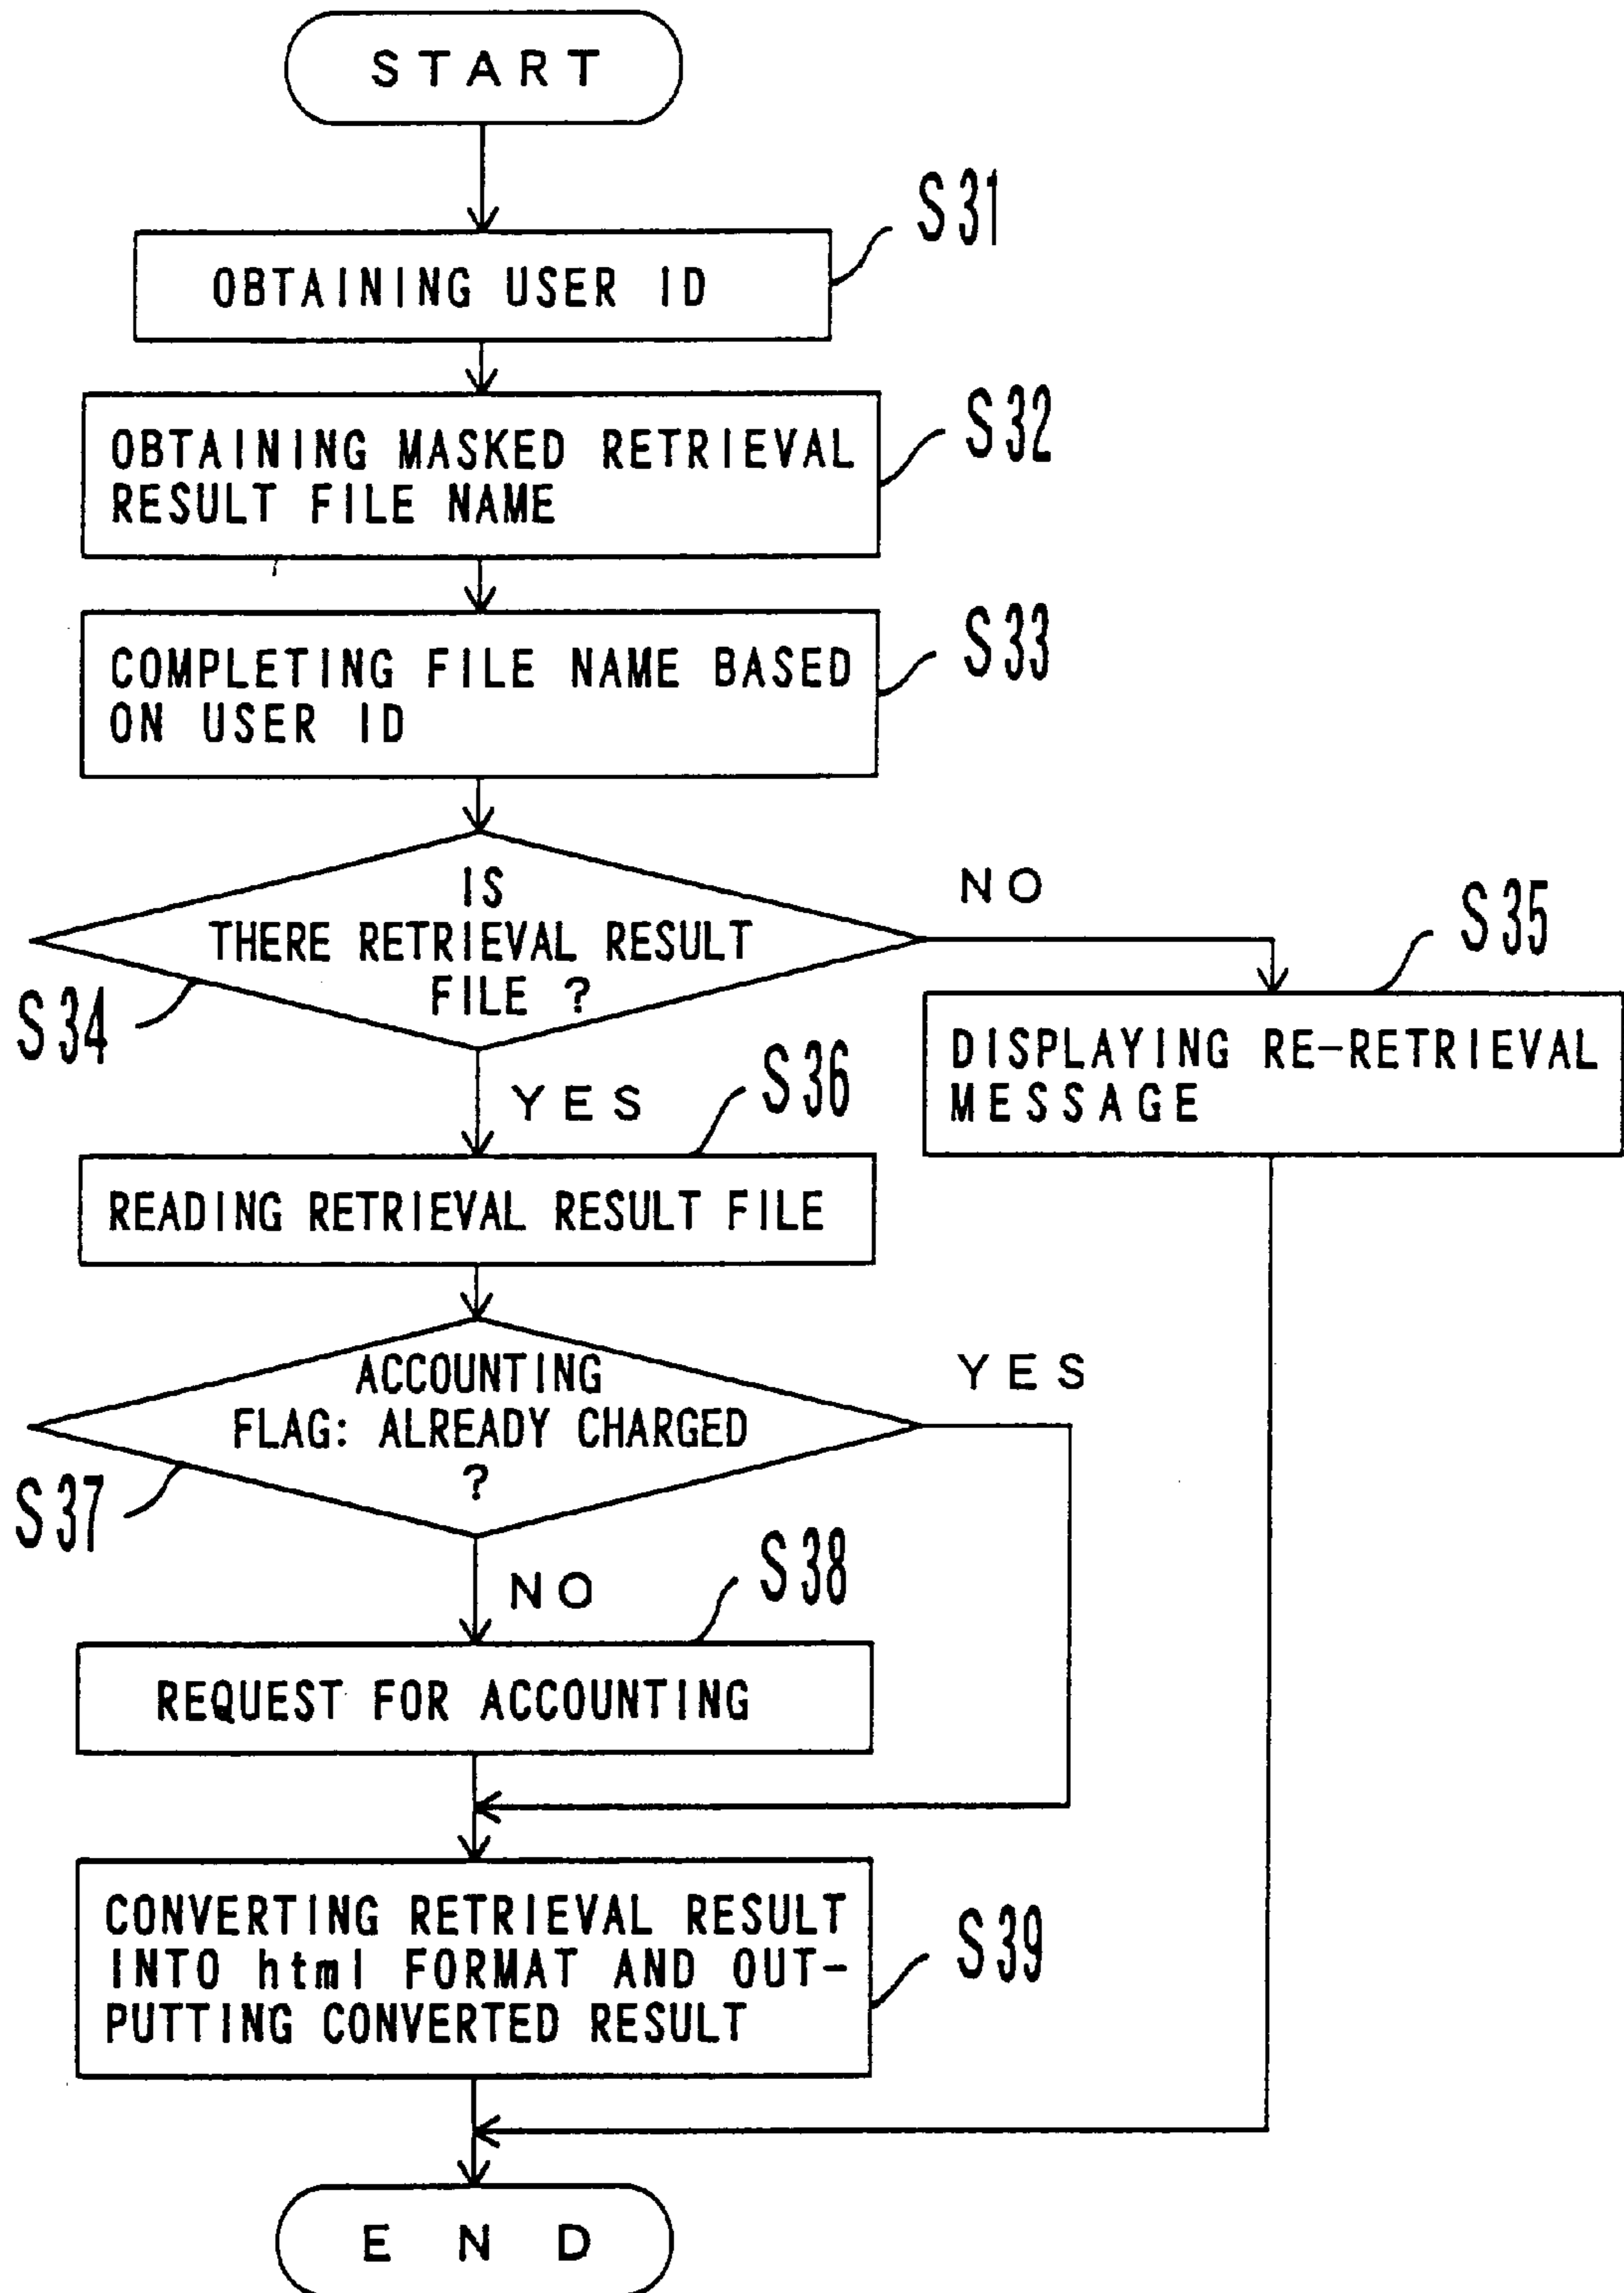 START
S31
OBTAINING USER ID
S32
OBTAINING MASKED RETRIEVAL
RESULT FILE NAME
S33
COMPLETING FILE NAME BASED
ON USER ID
IS
THERE RETRIEVAL RESULT
FILE ?
S34
NO
S35
DISPLAYING RE-RETRIEVAL
MESSAGE
YES
S36
READING RETRIEVAL RESULT FILE
ACCOUNTING
FLAG: ALREADY CHARGED
?
S37
YES
NO
S38
REQUEST FOR ACCOUNTING
CONVERTING RETRIEVAL RESULT
INTO html FORMAT AND OUT-
PUTTING CONVERTED RESULT
S39
END